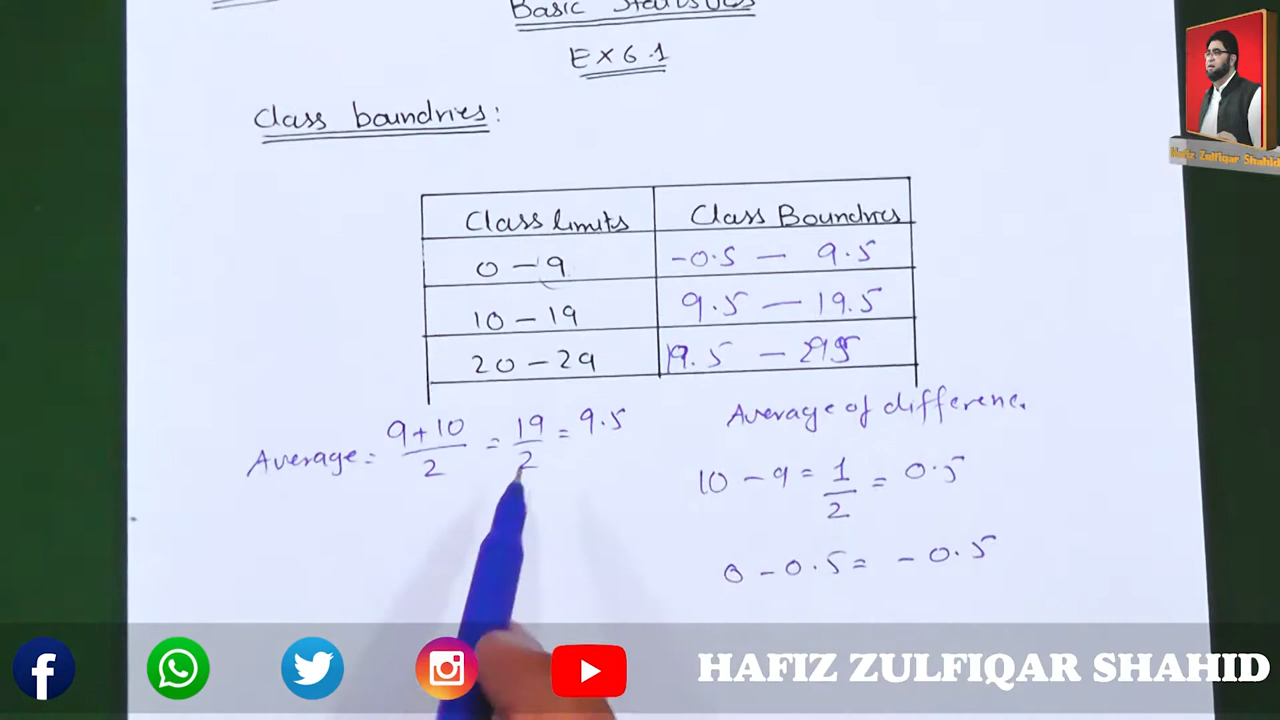 Basic Statistics
EX 6.1
Class boundries:
Class limits Class Boundries
0 – 9 -0.5 — 9.5
10 – 19 9.5 — 19.5
20 – 29 19.5 — 29.5
Average of difference.
Average = 9+10/2 = 19/2 = 9.5
10 - 9 = 1/2 = 0.5
0 - 0.5 = - 0.5
Hafiz Zulfiqar Shahid
HAFIZ ZULFIQAR SHAHID